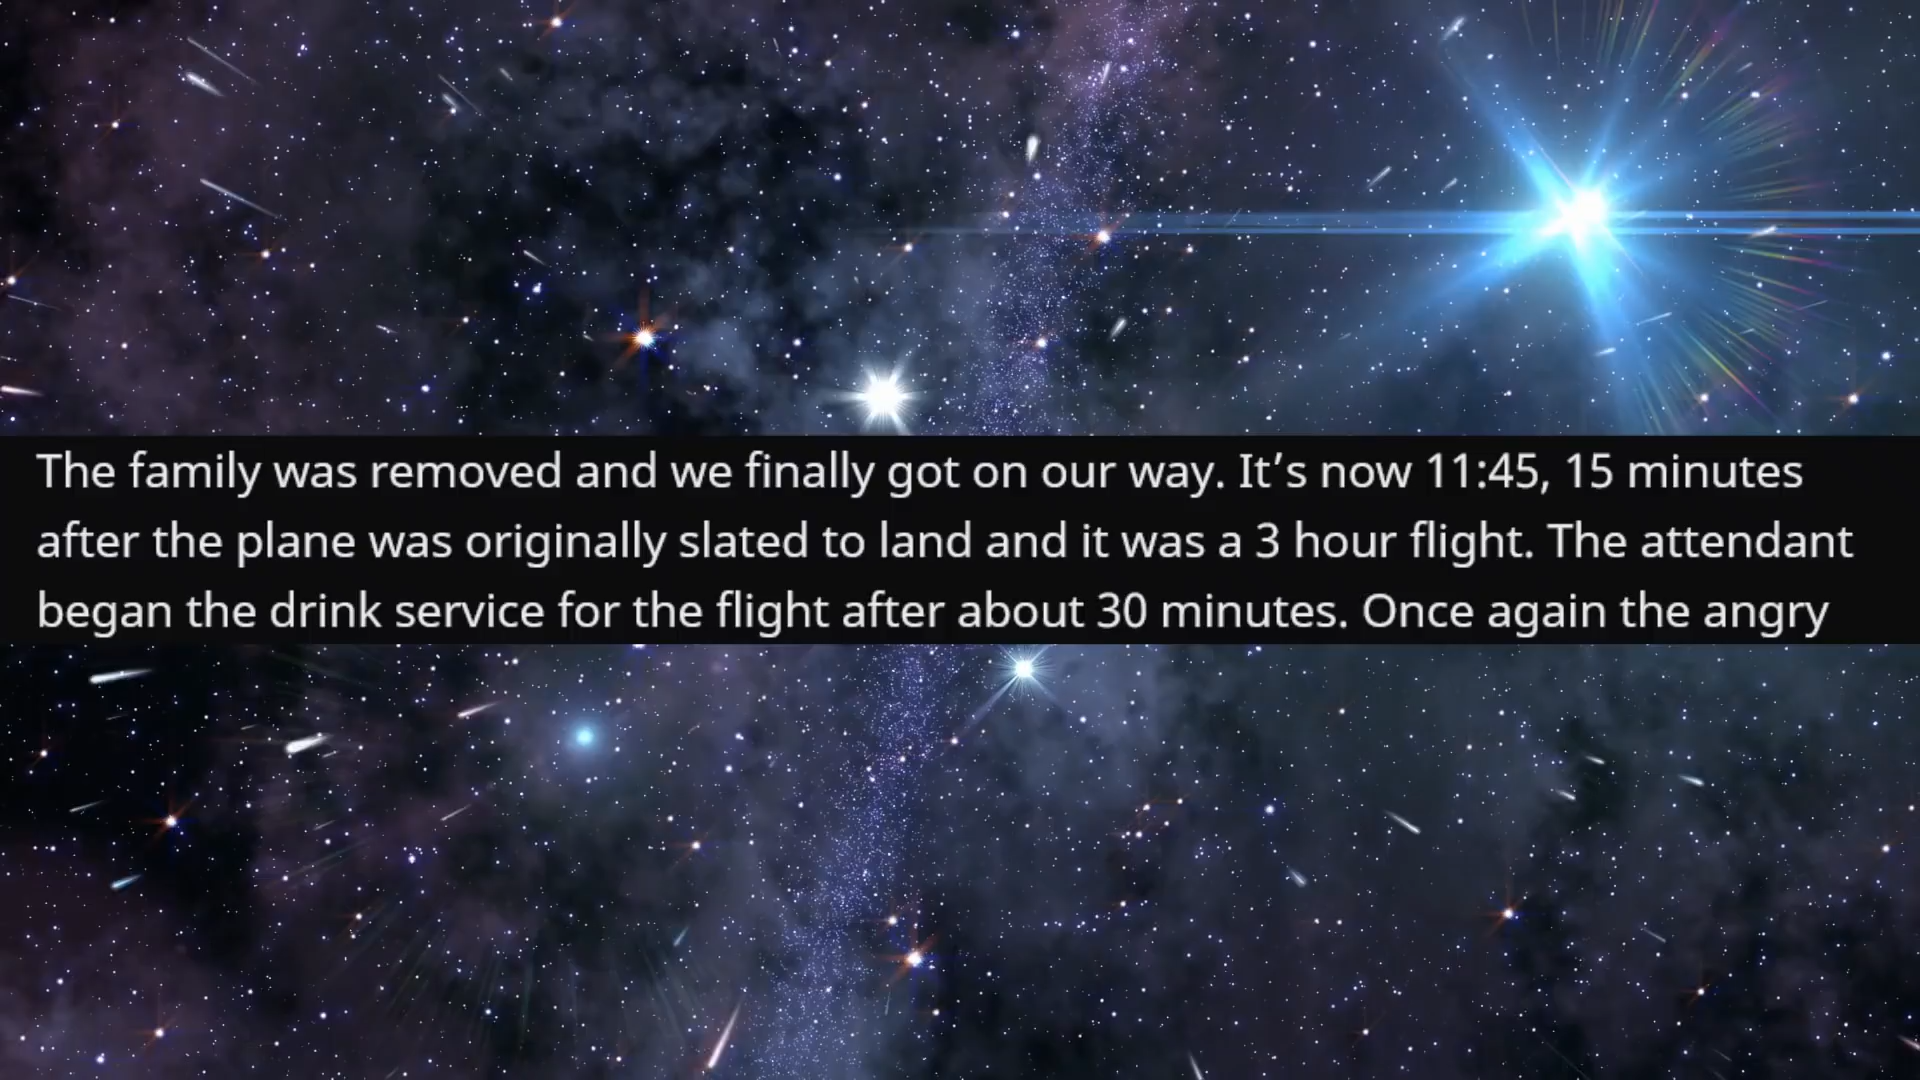 The family was removed and we finally got on our way. It’s now 11:45, 15 minutes
after the plane was originally slated to land and it was a 3 hour flight. The attendant
began the drink service for the flight after about 30 minutes. Once again the angry